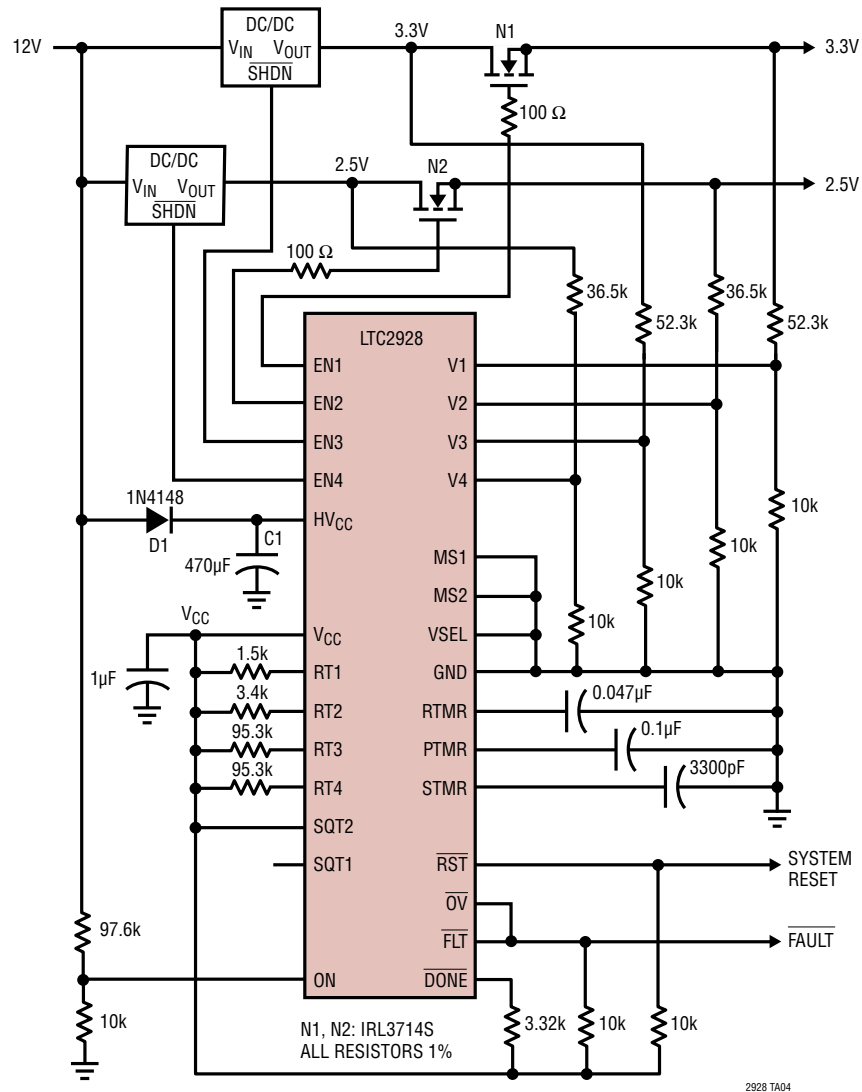 DC/DC
12V
VIN VOUT
SHDN
3.3V
N1
3.3V
100 Ω
DC/DC
VIN VOUT
SHDN
2.5V
N2
2.5V
100 Ω
36.5k
52.3k
36.5k
52.3k
LTC2928
EN1
EN2
EN3
EN4
HVCC
VCC
RT1
RT2
RT3
RT4
SQT2
SQT1
ON
V1
V2
V3
V4
MS1
MS2
VSEL
GND
RTMR
PTMR
STMR
RST
OV
FLT
DONE
1N4148
D1
C1
470µF
10k
10k
10k
10k
VCC
1µF
1.5k
3.4k
95.3k
95.3k
0.047µF
0.1µF
3300pF
SYSTEM
RESET
FAULT
97.6k
10k
3.32k
10k
10k
N1, N2: IRL3714S
ALL RESISTORS 1%
2928 TA04